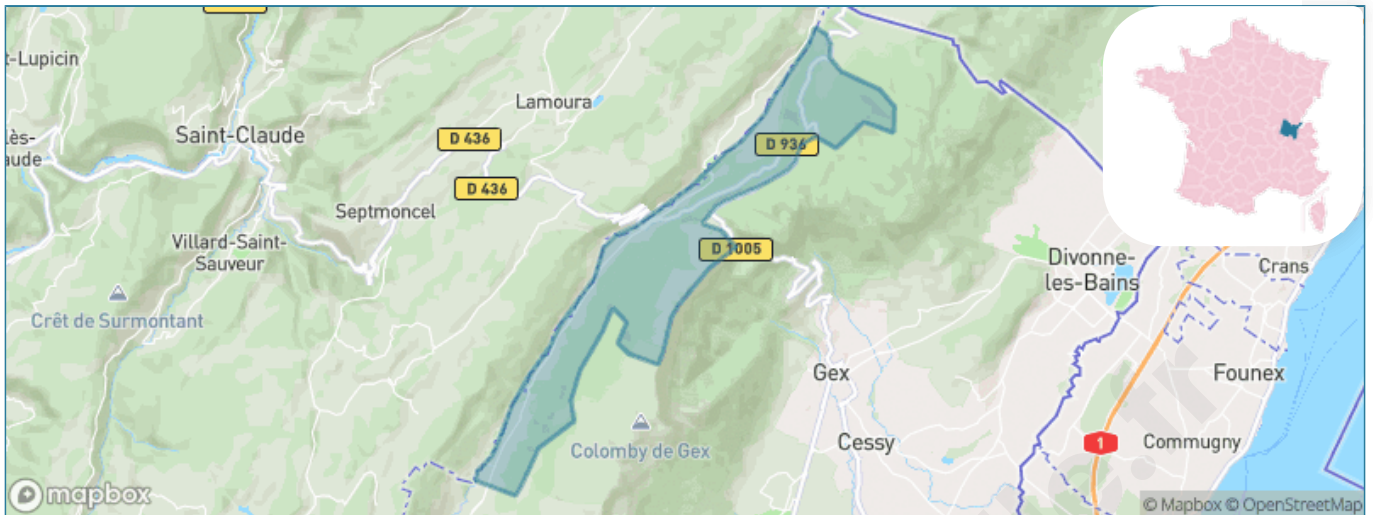 t-Lupicin
Lamoura
Saint-Claude
D 436
D 936
lès-
aude
D 436
Septmoncel
Villard-Saint-
Sauveur
D 1005
Divonne-
les-Bains
Crans
Crêt de Surmontant
Gex
Founex
Colomby de Gex
Cessy
1
Commugny
mapbox
© Mapbox © OpenStreetMap